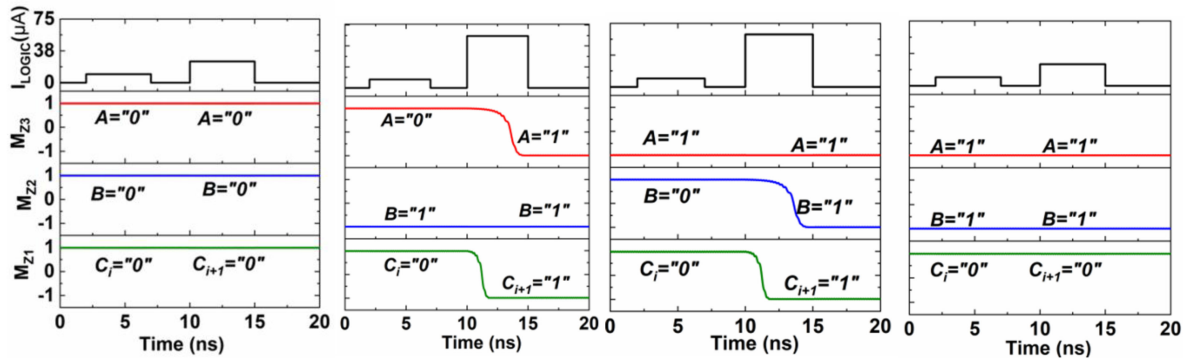 I_LOGIC(μA)
75
38
0
M_Z3
1
0
-1
A="0" A="0"
A="0" A="1"
A="1" A="1"
A="1" A="1"
M_Z2
1
0
-1
B="0" B="0"
B="1" B="1"
B="0" B="1"
B="1" B="1"
M_Z1
1
0
-1
C_i="0" C_{i+1}="0"
C_i="0" C_{i+1}="1"
C_i="0" C_{i+1}="1"
C_i="0" C_{i+1}="0"
0 5 10 15 20
0 5 10 15 20
0 5 10 15 20
0 5 10 15 20
Time (ns)
Time (ns)
Time (ns)
Time (ns)